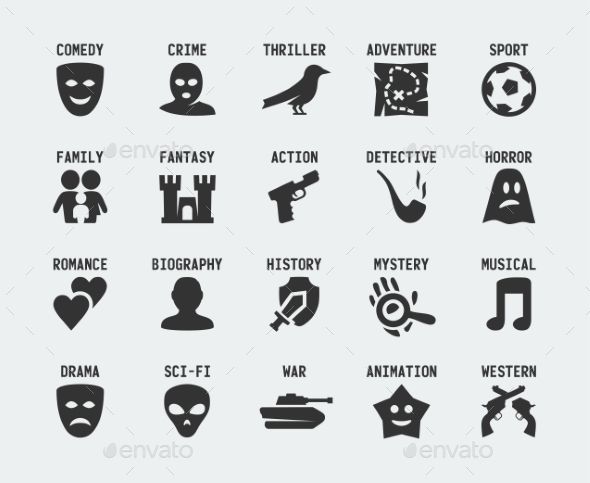 COMEDY CRIME THRILLER ADVENTURE SPORT
FAMILY FANTASY ACTION DETECTIVE HORROR
envato envato
ROMANCE BIOGRAPHY HISTORY MYSTERY MUSICAL
DRAMA SCI-FI WAR ANIMATION WESTERN
envato envato